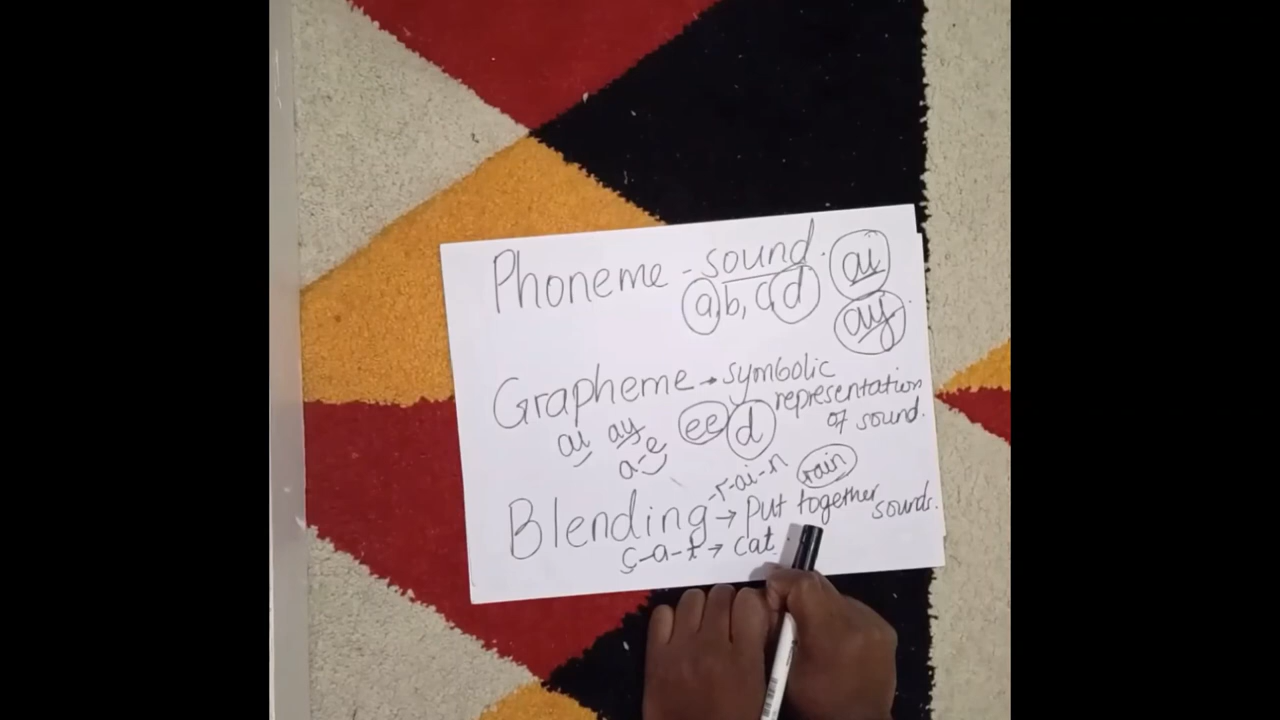 Phoneme - sound.
a, b, c, d
ai
ay
Grapheme → symbolic
representation
of sound.
ai ay ee d
a-e
-r-ai-n rain
Blending → Put together sounds.
c-a-t → cat